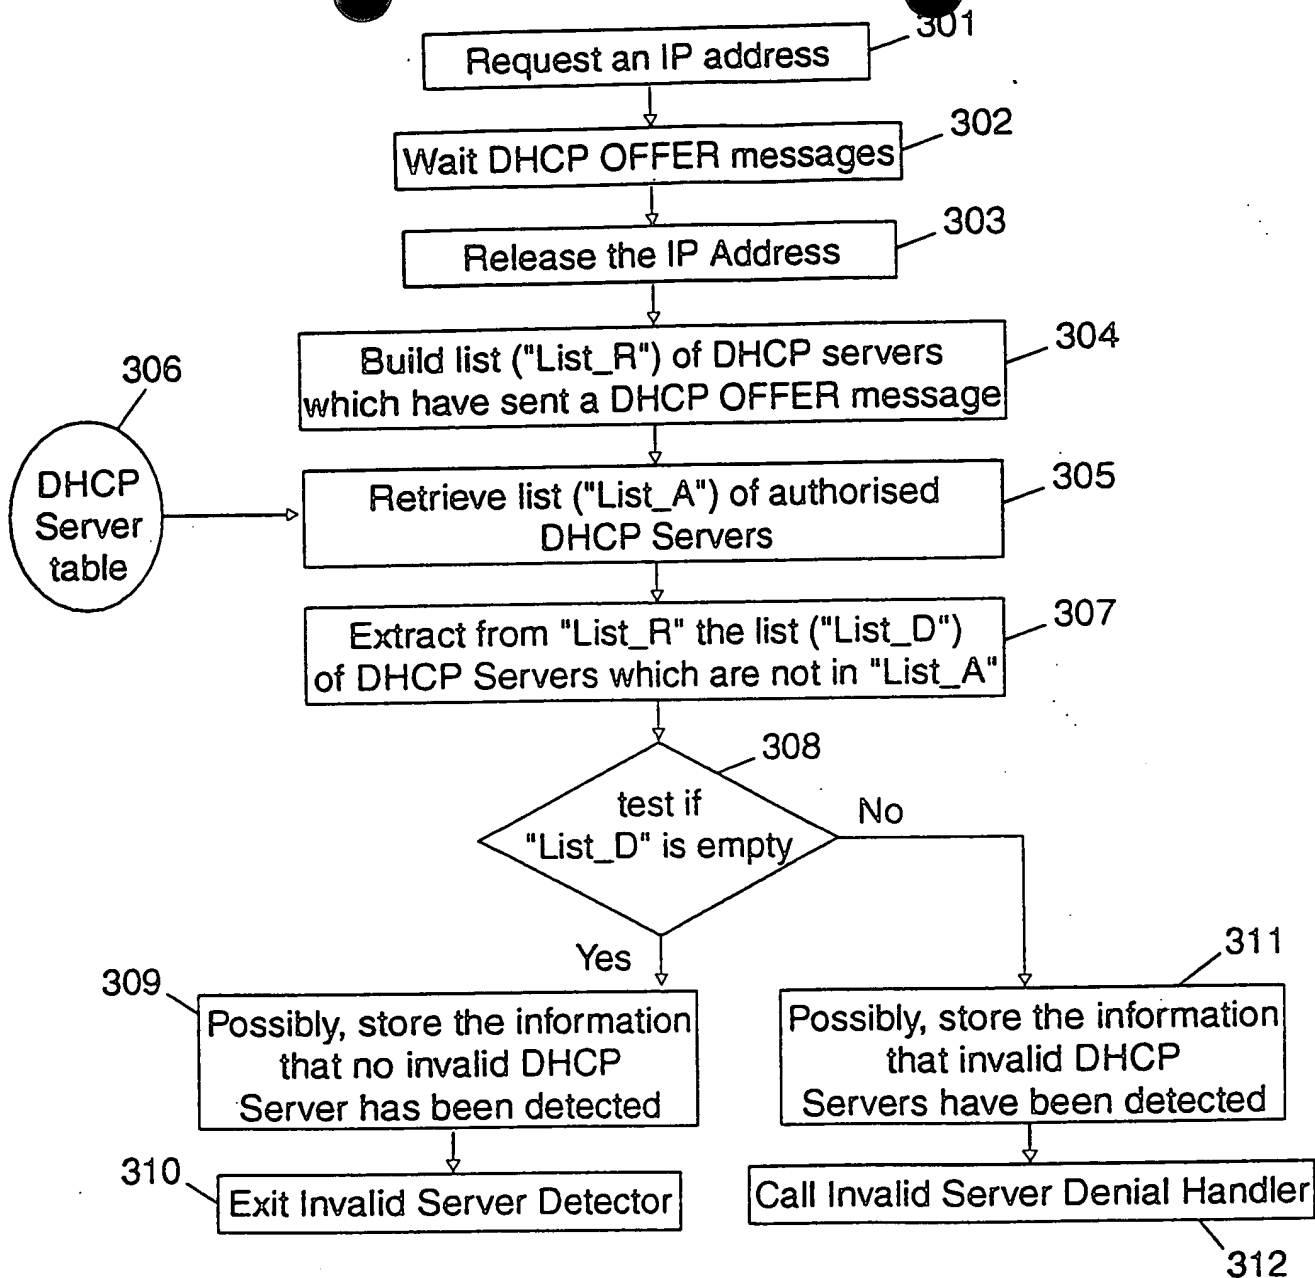 301
Request an IP address
302
Wait DHCP OFFER messages
303
Release the IP Address
304
Build list ("List_R") of DHCP servers
which have sent a DHCP OFFER message
306
DHCP
Server
table
305
Retrieve list ("List_A") of authorised
DHCP Servers
307
Extract from "List_R" the list ("List_D")
of DHCP Servers which are not in "List_A"
308
test if
"List_D" is empty
No
Yes
309
Possibly, store the information
that no invalid DHCP
Server has been detected
311
Possibly, store the information
that invalid DHCP
Servers have been detected
310
Exit Invalid Server Detector
Call Invalid Server Denial Handler
312